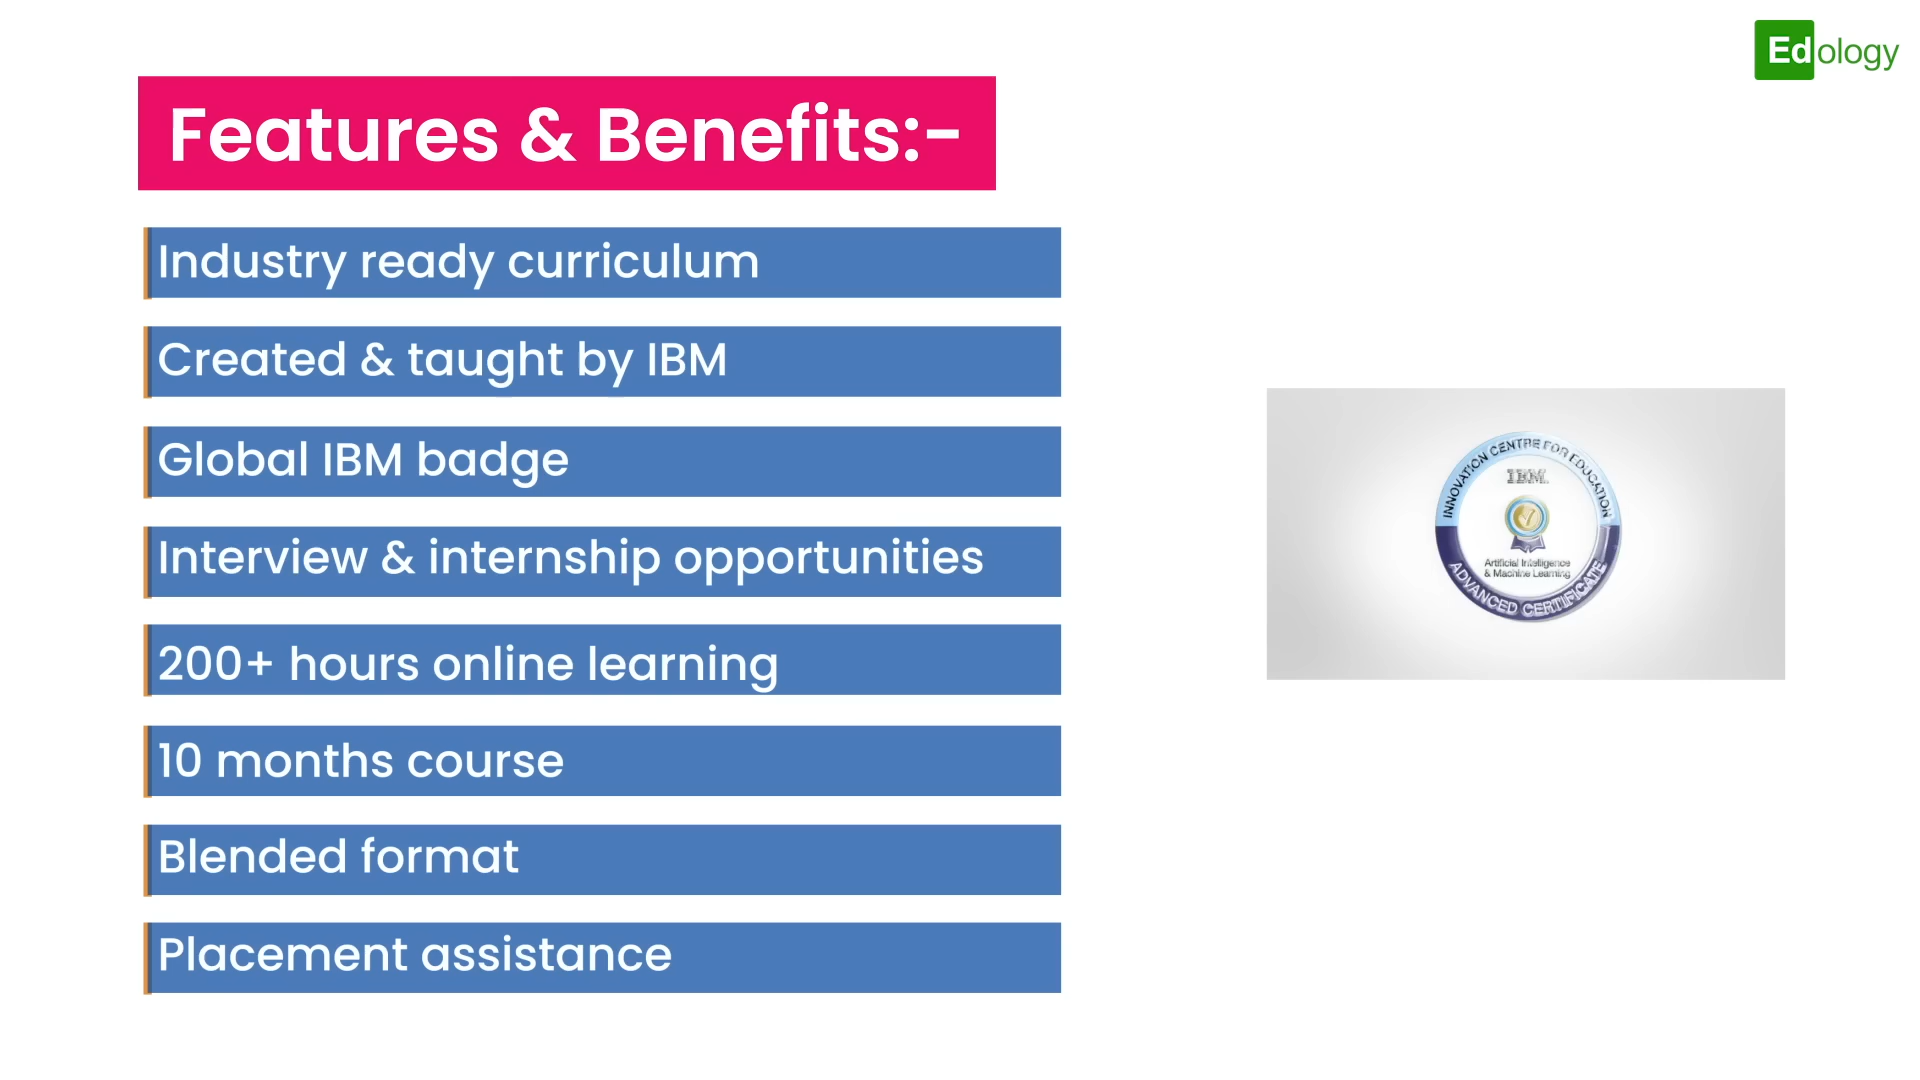 Edology
Features & Benefits:-
Industry ready curriculum
Created & taught by IBM
Global IBM badge
Interview & internship opportunities
200+ hours online learning
10 months course
Blended format
Placement assistance
INNOVATION CENTRE FOR EDUCATION
IBM
Artificial Intelligence
& Machine Learning
ADVANCED CERTIFICATE